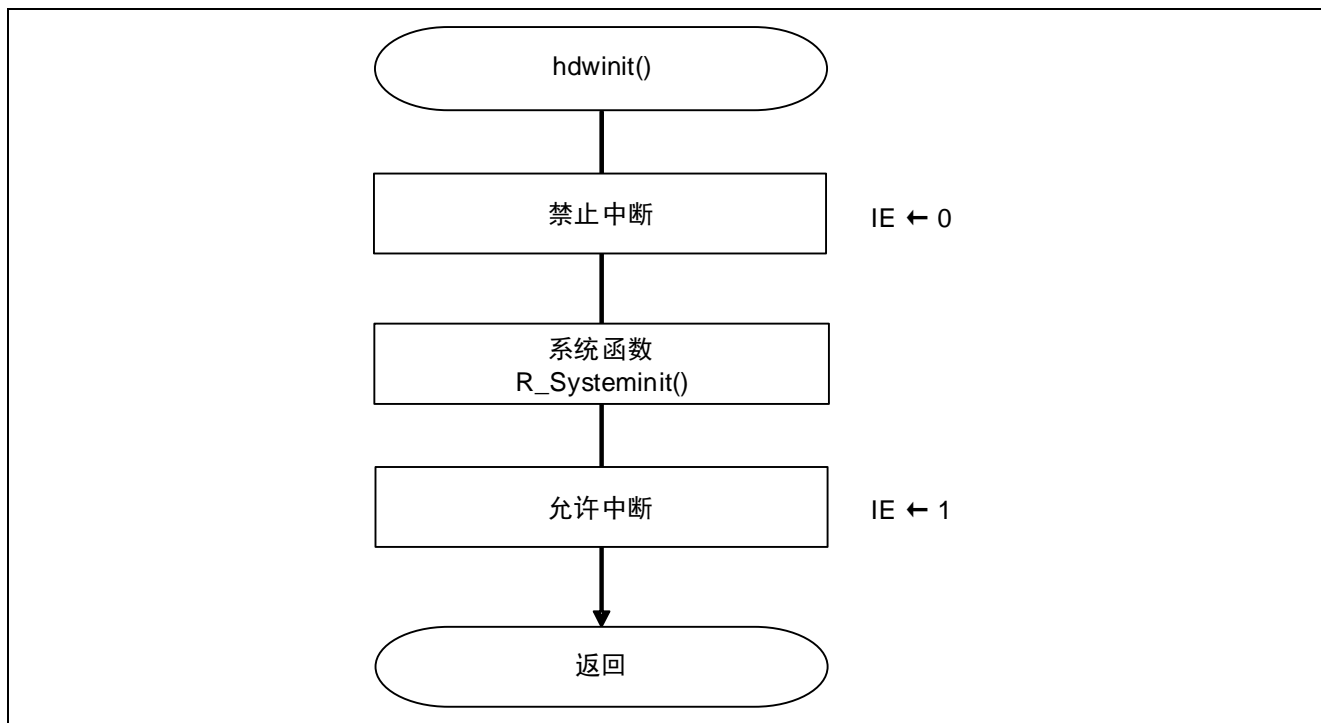 hdwinit()
禁止中断
IE ← 0
系统函数
R_Systeminit()
允许中断
IE ← 1
返回